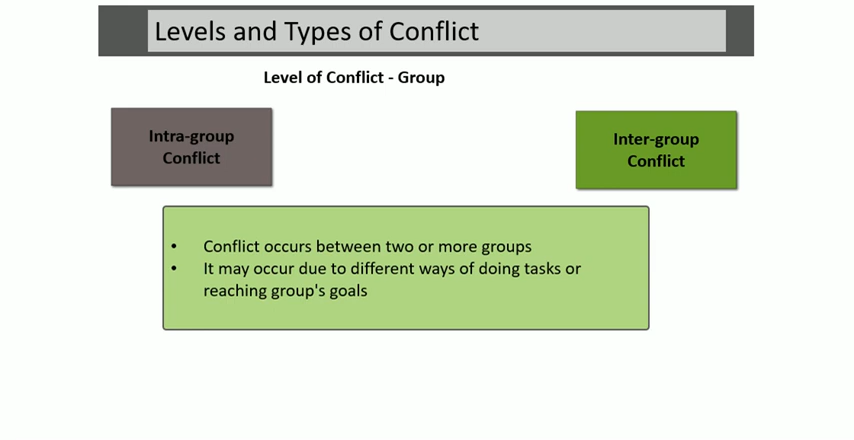 Levels and Types of Conflict
Level of Conflict - Group
Intra-group
Conflict
Inter-group
Conflict
• Conflict occurs between two or more groups
• It may occur due to different ways of doing tasks or
reaching group's goals